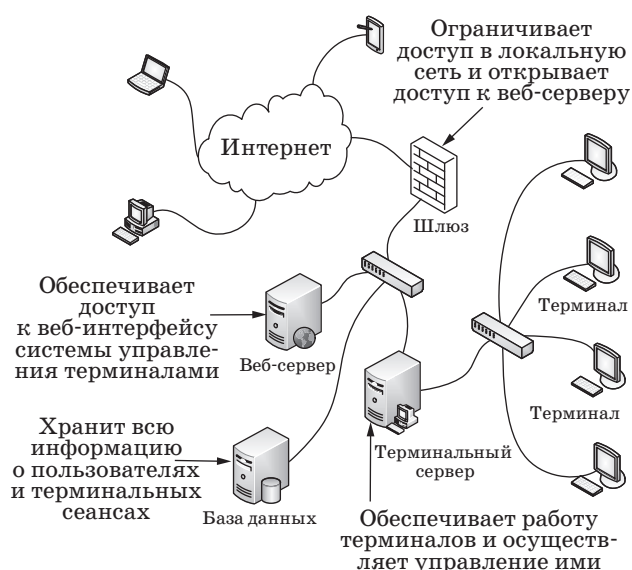 Ограничивает
доступ в локальную
сеть и открывает
доступ к веб-серверу
Интернет
Шлюз
Обеспечивает
доступ
к веб-интерфейсу
системы управле-
ния терминалами
Веб-сервер
Терминал
Терминал
Хранит всю
информацию
о пользователях
и терминальных
сеансах
База данных
Терминальный
сервер
Обеспечивает работу
терминалов и осуществ-
ляет управление ими